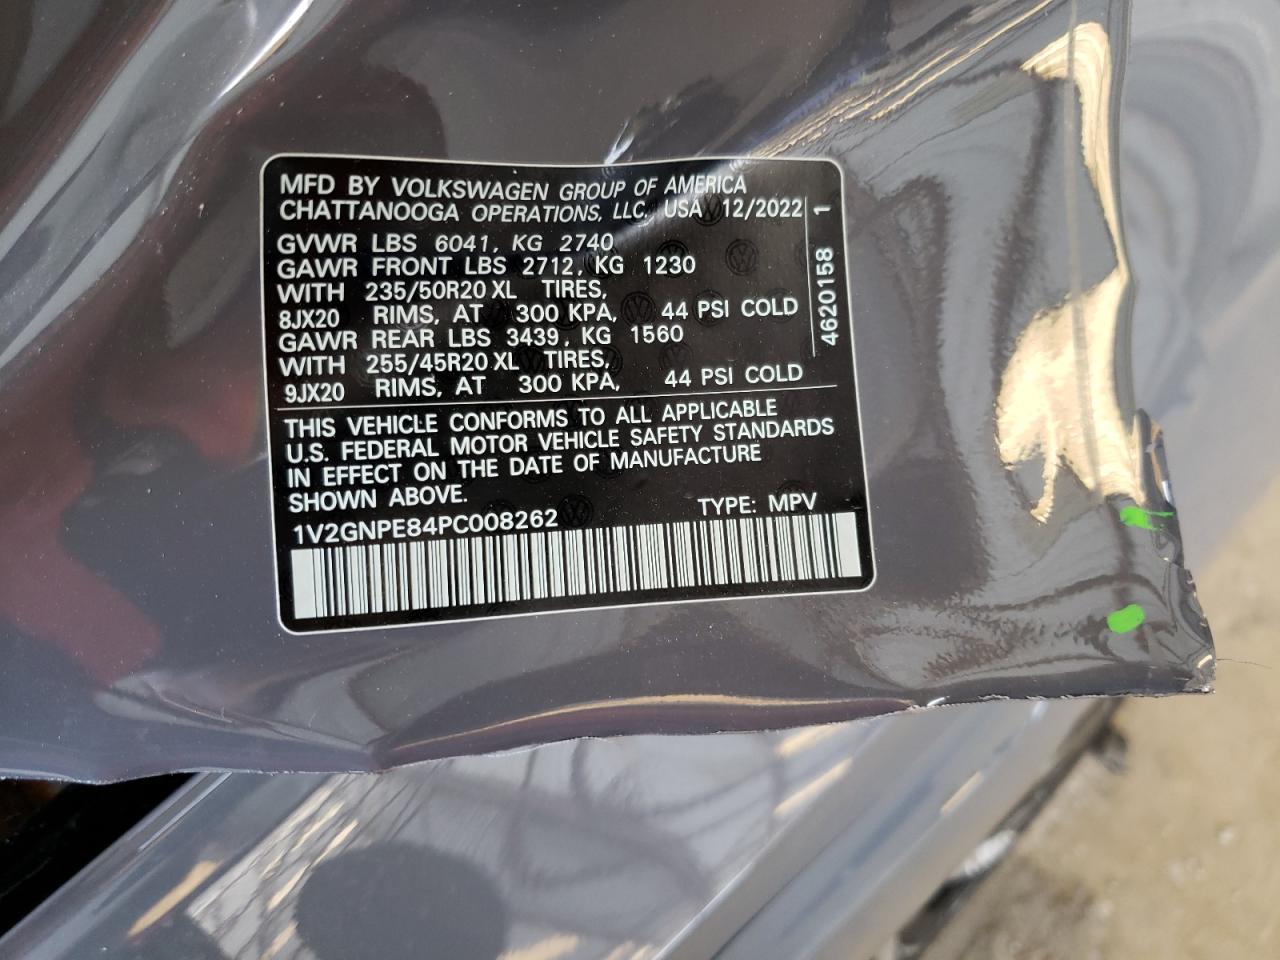 MFD BY VOLKSWAGEN GROUP OF AMERICA
CHATTANOOGA OPERATIONS, LLC, USA 12/2022
GVWR LBS 6041, KG 2740
GAWR FRONT LBS 2712, KG 1230
WITH 235/50R20 XL TIRES,
8JX20 RIMS, AT 300 KPA, 44 PSI COLD
GAWR REAR LBS 3439, KG 1560
WITH 255/45R20 XL TIRES,
9JX20 RIMS, AT 300 KPA, 44 PSI COLD
4620158 1
THIS VEHICLE CONFORMS TO ALL APPLICABLE
U.S. FEDERAL MOTOR VEHICLE SAFETY STANDARDS
IN EFFECT ON THE DATE OF MANUFACTURE
SHOWN ABOVE.
1V2GNPE84PC008262 TYPE: MPV